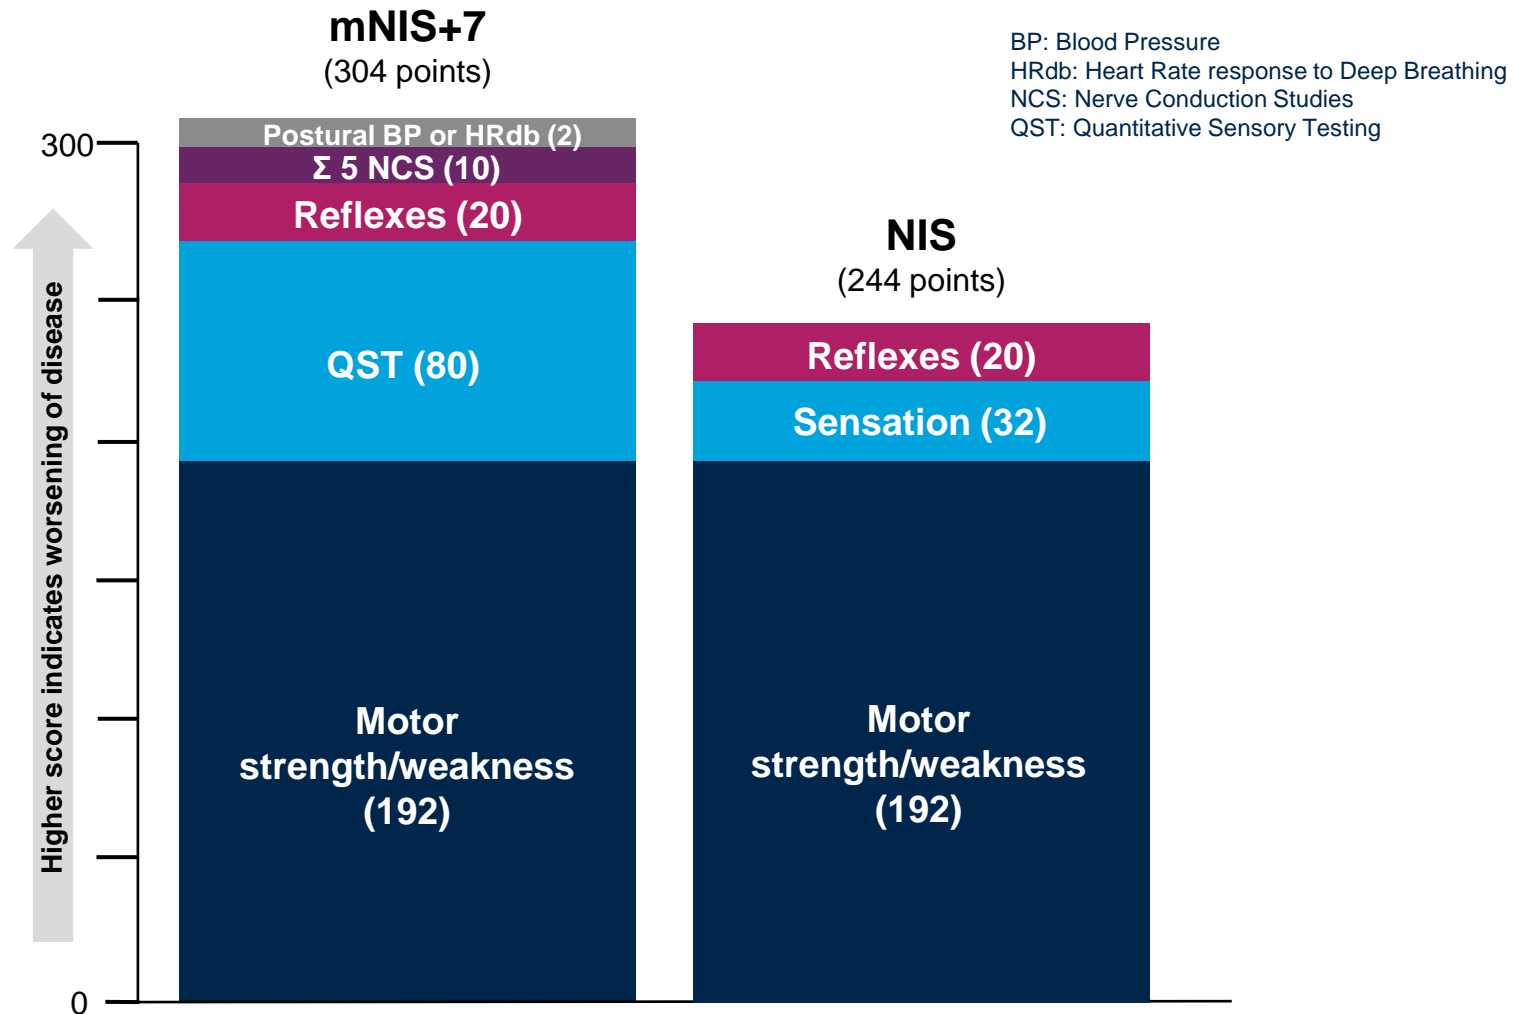 mNIS+7
(304 points)
BP: Blood Pressure
HRdb: Heart Rate response to Deep Breathing
NCS: Nerve Conduction Studies
QST: Quantitative Sensory Testing
300
Postural BP or HRdb (2)
Σ 5 NCS (10)
Reflexes (20)
QST (80)
Motor
strength/weakness
(192)
NIS
(244 points)
Reflexes (20)
Sensation (32)
Motor
strength/weakness
(192)
Higher score indicates worsening of disease
0